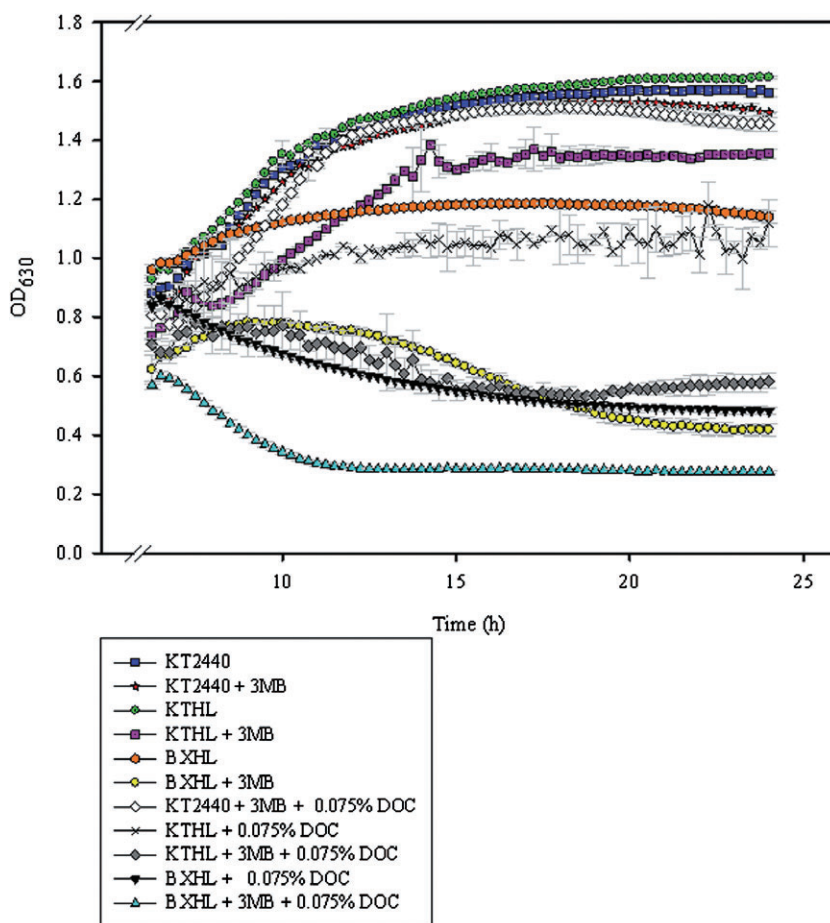 1.8
1.6
1.4
1.2
1.0
0.8
0.6
0.4
0.2
0.0
OD630
10 15 20 25
Time (h)
KT2440
KT2440 + 3MB
KTHL
KTHL + 3MB
BXHL
BXHL + 3MB
KT2440 + 3MB + 0.075% DOC
KTHL + 0.075% DOC
KTHL + 3MB + 0.075% DOC
BXHL + 0.075% DOC
BXHL + 3MB + 0.075% DOC